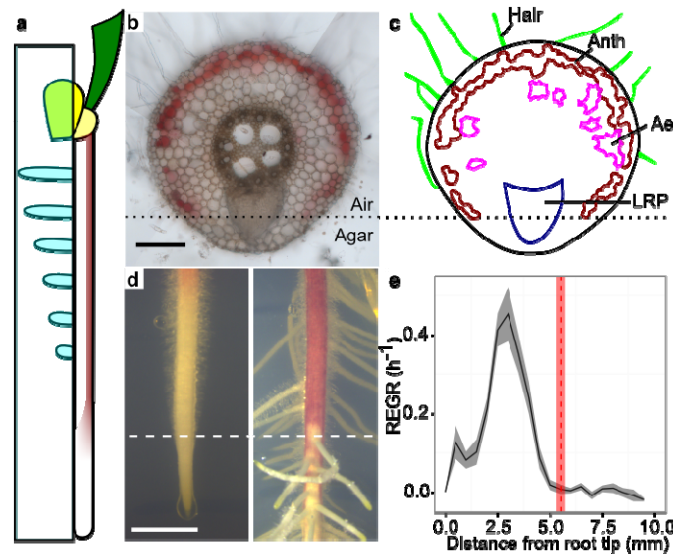 a
b
Air
Agar
c
Hair
Anth
Ae
LRP
d
e
REGR (h⁻¹)
0.4
0.2
0.0
0.0 2.5 5.0 7.5 10.0
Distance from root tip (mm)